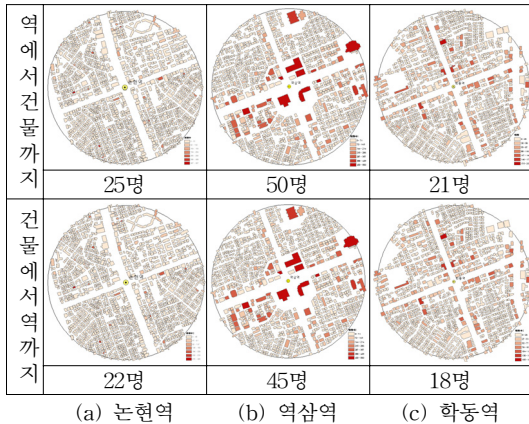 역에서건물까지
25명 50명 21명
건물에서역까지
22명 45명 18명
(a) 논현역 (b) 역삼역 (c) 학동역